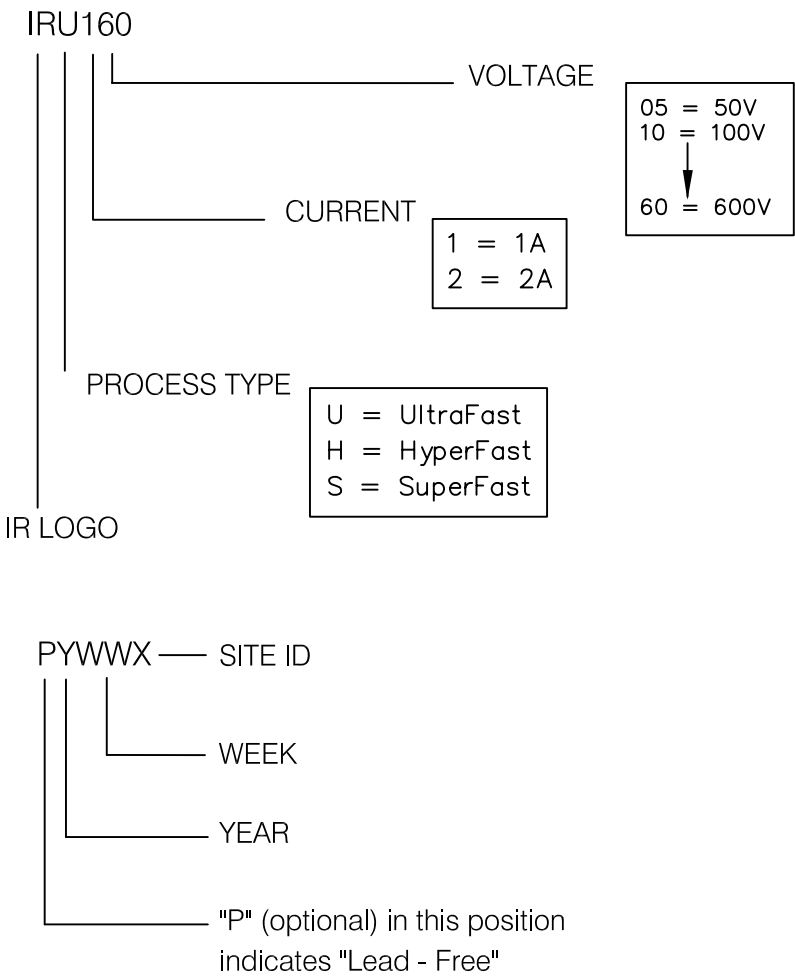 IRU160
VOLTAGE
05 = 50V
10 = 100V
60 = 600V
CURRENT
1 = 1A
2 = 2A
PROCESS TYPE
U = UltraFast
H = HyperFast
S = SuperFast
IR LOGO
PYWWX
SITE ID
WEEK
YEAR
"P" (optional) in this position
indicates "Lead - Free"